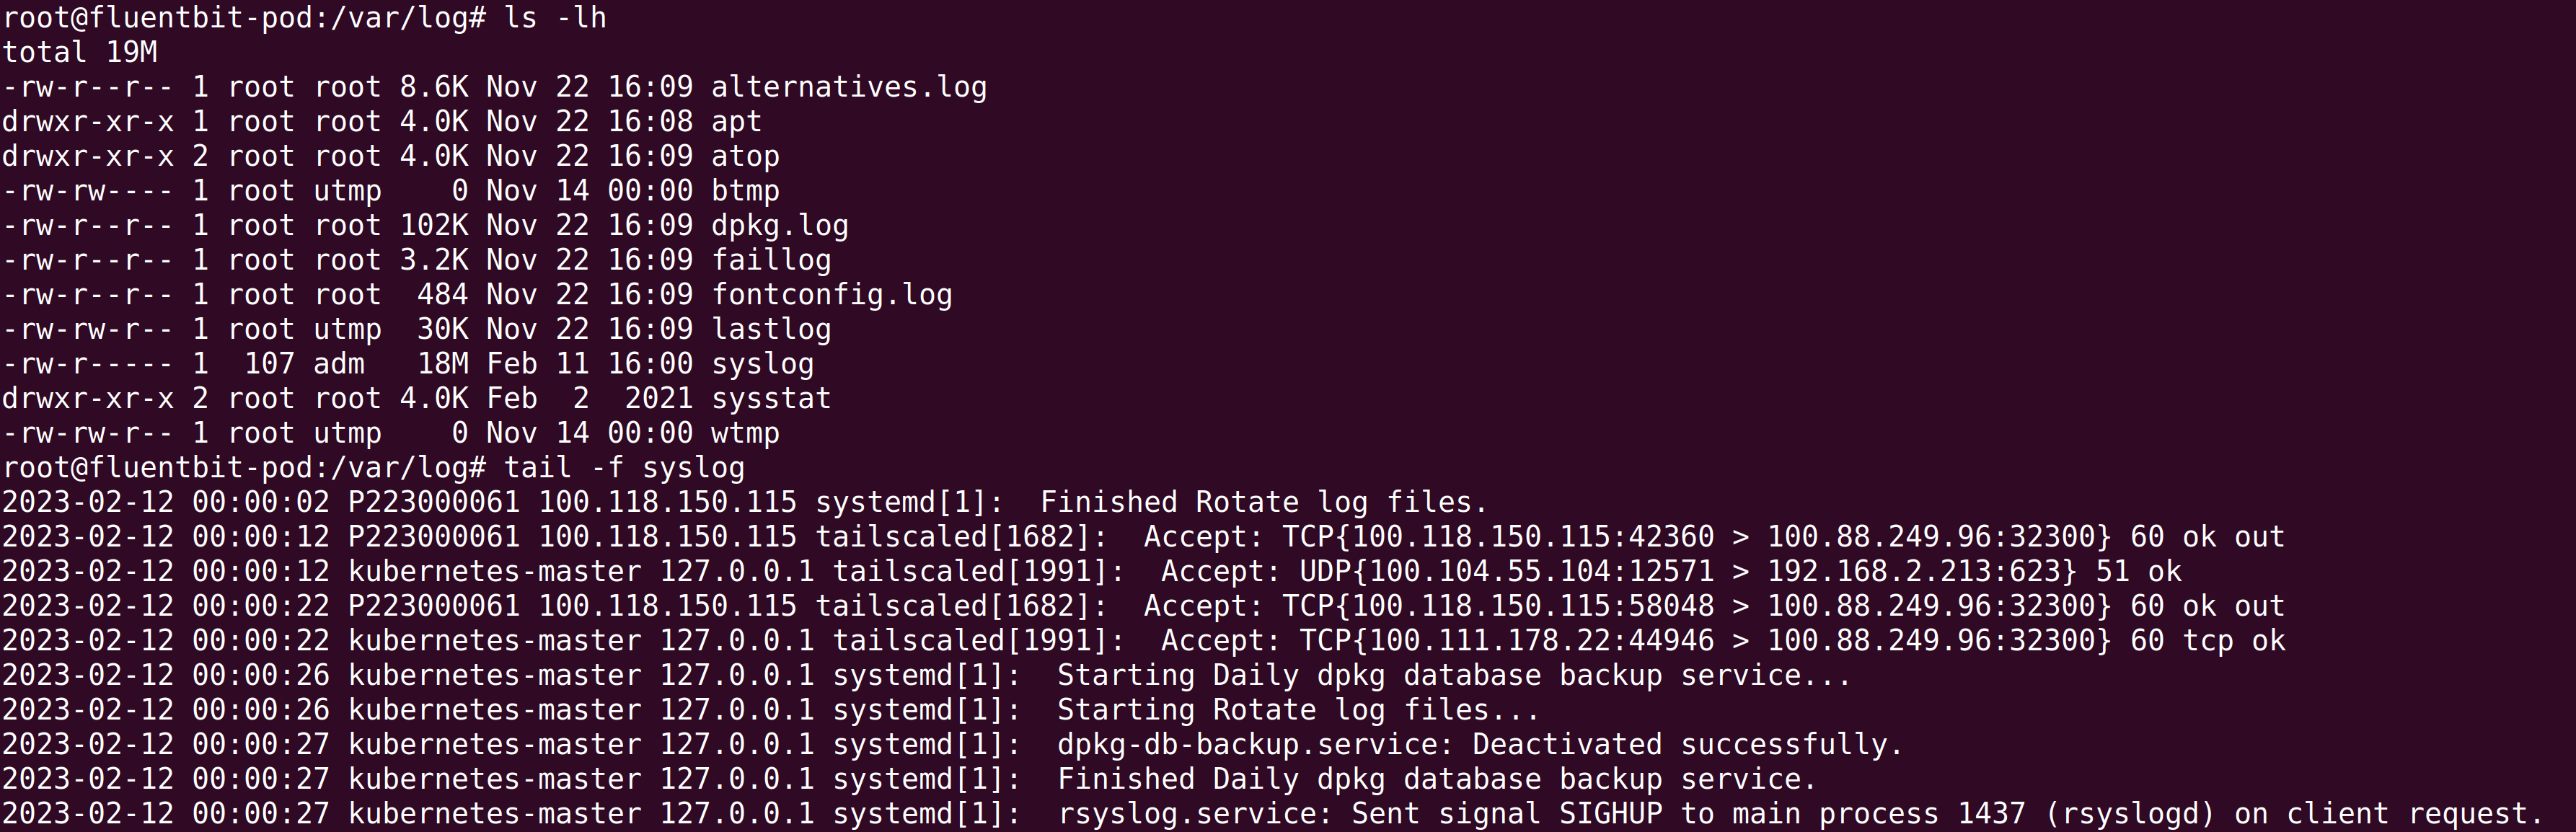 root@fluentbit-pod:/var/log# ls -lh
total 19M
-rw-r--r-- 1 root root 8.6K Nov 22 16:09 alternatives.log
drwxr-xr-x 1 root root 4.0K Nov 22 16:08 apt
drwxr-xr-x 2 root root 4.0K Nov 22 16:09 atop
-rw-rw---- 1 root utmp    0 Nov 14 00:00 btmp
-rw-r--r-- 1 root root 102K Nov 22 16:09 dpkg.log
-rw-r--r-- 1 root root 3.2K Nov 22 16:09 faillog
-rw-r--r-- 1 root root  484 Nov 22 16:09 fontconfig.log
-rw-rw-r-- 1 root utmp  30K Nov 22 16:09 lastlog
-rw-r----- 1  107 adm   18M Feb 11 16:00 syslog
drwxr-xr-x 2 root root 4.0K Feb  2  2021 sysstat
-rw-rw-r-- 1 root utmp    0 Nov 14 00:00 wtmp
root@fluentbit-pod:/var/log# tail -f syslog
2023-02-12 00:00:02 P223000061 100.118.150.115 systemd[1]:  Finished Rotate log files.
2023-02-12 00:00:12 P223000061 100.118.150.115 tailscaled[1682]:  Accept: TCP{100.118.150.115:42360 > 100.88.249.96:32300} 60 ok out
2023-02-12 00:00:12 kubernetes-master 127.0.0.1 tailscaled[1991]:  Accept: UDP{100.104.55.104:12571 > 192.168.2.213:623} 51 ok
2023-02-12 00:00:22 P223000061 100.118.150.115 tailscaled[1682]:  Accept: TCP{100.118.150.115:58048 > 100.88.249.96:32300} 60 ok out
2023-02-12 00:00:22 kubernetes-master 127.0.0.1 tailscaled[1991]:  Accept: TCP{100.111.178.22:44946 > 100.88.249.96:32300} 60 tcp ok
2023-02-12 00:00:26 kubernetes-master 127.0.0.1 systemd[1]:  Starting Daily dpkg database backup service...
2023-02-12 00:00:26 kubernetes-master 127.0.0.1 systemd[1]:  Starting Rotate log files...
2023-02-12 00:00:27 kubernetes-master 127.0.0.1 systemd[1]:  dpkg-db-backup.service: Deactivated successfully.
2023-02-12 00:00:27 kubernetes-master 127.0.0.1 systemd[1]:  Finished Daily dpkg database backup service.
2023-02-12 00:00:27 kubernetes-master 127.0.0.1 systemd[1]:  rsyslog.service: Sent signal SIGHUP to main process 1437 (rsyslogd) on client request.